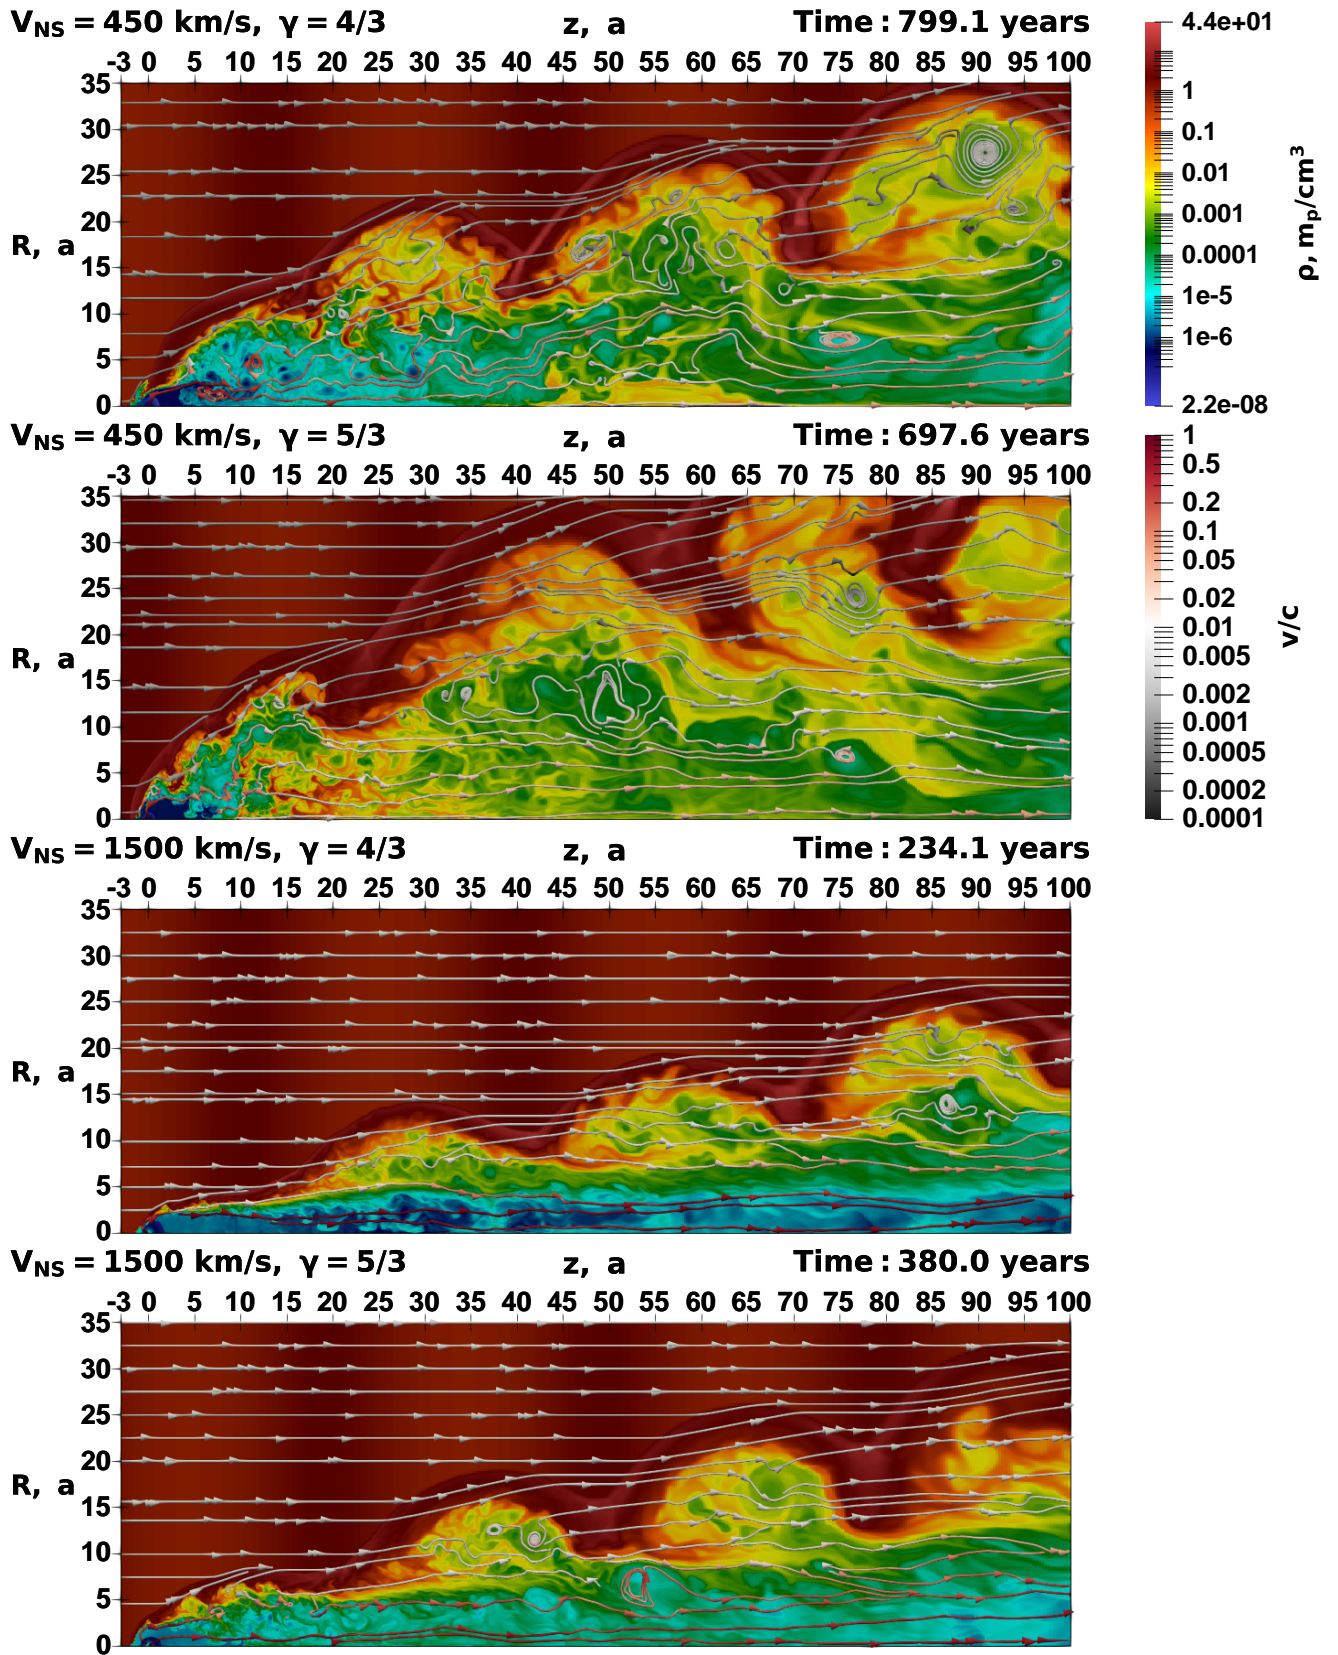 V_NS = 450 km/s, γ = 4/3 z, a Time: 799.1 years
-3 0 5 10 15 20 25 30 35 40 45 50 55 60 65 70 75 80 85 90 95 100
35
30
25
20
R, a
15
10
5
0
V_NS = 450 km/s, γ = 5/3 z, a Time: 697.6 years
-3 0 5 10 15 20 25 30 35 40 45 50 55 60 65 70 75 80 85 90 95 100
35
30
25
20
R, a
15
10
5
0
V_NS = 1500 km/s, γ = 4/3 z, a Time: 234.1 years
-3 0 5 10 15 20 25 30 35 40 45 50 55 60 65 70 75 80 85 90 95 100
35
30
25
20
R, a
15
10
5
0
V_NS = 1500 km/s, γ = 5/3 z, a Time: 380.0 years
-3 0 5 10 15 20 25 30 35 40 45 50 55 60 65 70 75 80 85 90 95 100
35
30
25
20
R, a
15
10
5
0
4.4e+01
1
0.1
0.01
0.001
0.0001
1e-5
1e-6
2.2e-08
ρ, m_p/cm³
1
0.5
0.2
0.1
0.05
0.02
0.01
0.005
0.002
0.001
0.0005
0.0002
0.0001
v/c